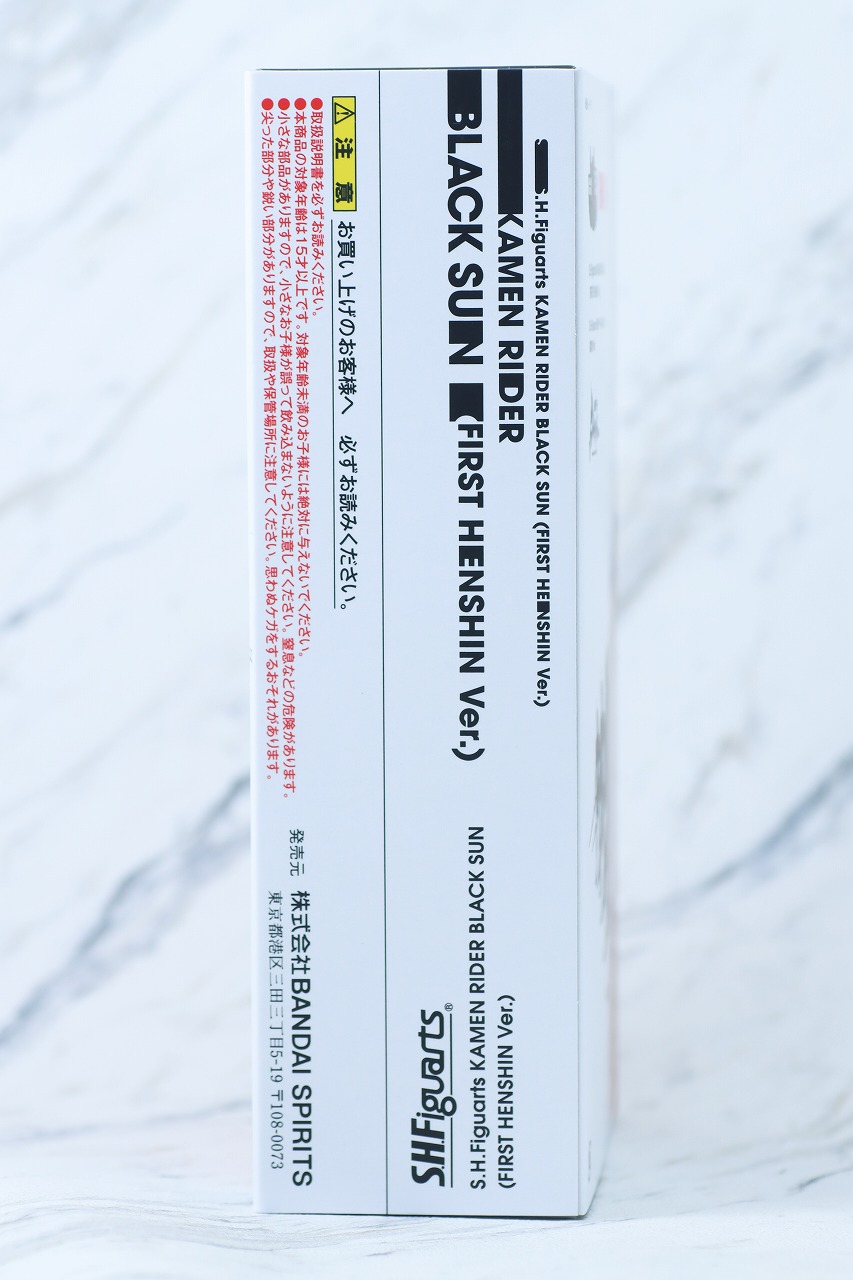 S.H.Figuarts KAMEN RIDER BLACK SUN (FIRST HENSHIN Ver.)
KAMEN RIDER
BLACK SUN (FIRST HENSHIN Ver.)
S.H.Figuarts KAMEN RIDER BLACK SUN
(FIRST HENSHIN Ver.)
S.H.Figuarts®
⚠注意 お買い上げのお客様へ 必ずお読みください。
●取扱説明書を必ずお読みください。
●本商品の対象年齢は15才以上です。対象年齢未満のお子様には絶対に与えないでください。
●小さな部品がありますので、小さなお子様が誤って飲み込まないように注意してください。窒息などの危険があります。
●尖った部分や鋭い部分がありますので、取扱や保管場所に注意してください。思わぬケガをするおそれがあります。
発売元 株式会社BANDAI SPIRITS
東京都港区三田三丁目5-19 〒108-0073